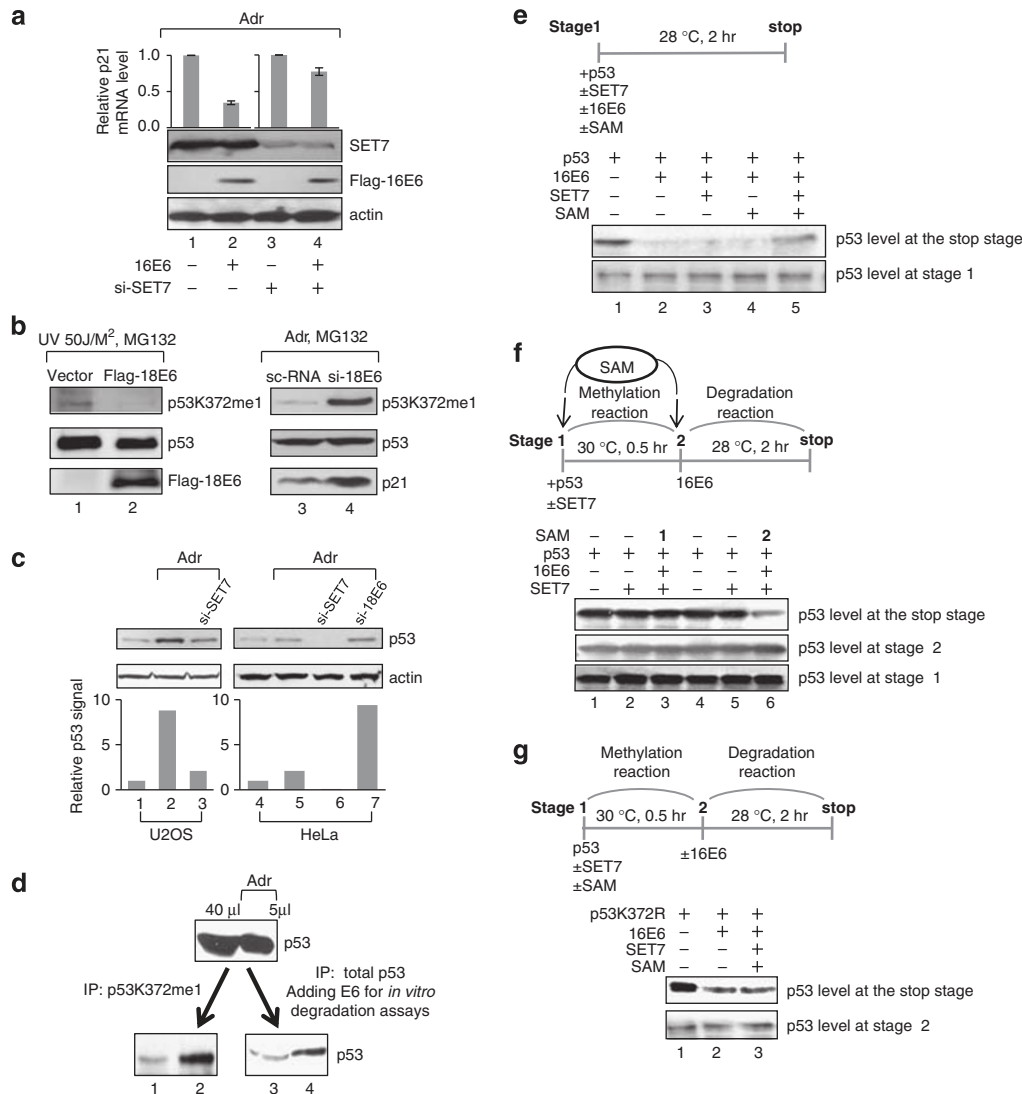 a
Adr
Relative p21
mRNA level
1.0
0.5
0.0
SET7
Flag-16E6
actin
1 2 3 4
16E6 – + – +
si-SET7 – – + +
b
UV 50J/M², MG132
Vector Flag-18E6
p53K372me1
p53
Flag-18E6
1 2
Adr, MG132
sc-RNA si-18E6
p53K372me1
p53
p21
3 4
c
Adr
si-SET7
Adr
si-SET7
si-18E6
p53
actin
Relative p53 signal
10
5
0
10
5
0
1 2 3
U2OS
4 5 6 7
HeLa
d
Adr
40 µl 5µl
p53
IP: p53K372me1
IP: total p53
Adding E6 for in vitro
degradation assays
p53
1 2 3 4
e
Stage1 stop
28 °C, 2 hr
+p53
±SET7
±16E6
±SAM
p53 + + + + +
16E6 – + + + +
SET7 – – + – +
SAM – – – + +
p53 level at the stop stage
p53 level at stage 1
1 2 3 4 5
f
SAM
Methylation
reaction
Degradation
reaction
Stage 1 2 stop
30 °C, 0.5 hr 28 °C, 2 hr
+p53
±SET7
16E6
SAM – – 1 – – 2
p53 + + + + + +
16E6 – – + – – +
SET7 – + + – + +
p53 level at the stop stage
p53 level at stage 2
p53 level at stage 1
1 2 3 4 5 6
g
Methylation
reaction
Degradation
reaction
Stage 1 2 stop
30 °C, 0.5 hr 28 °C, 2 hr
p53
±SET7
±SAM
±16E6
p53K372R + + +
16E6 – + +
SET7 – – +
SAM – – +
p53 level at the stop stage
p53 level at stage 2
1 2 3